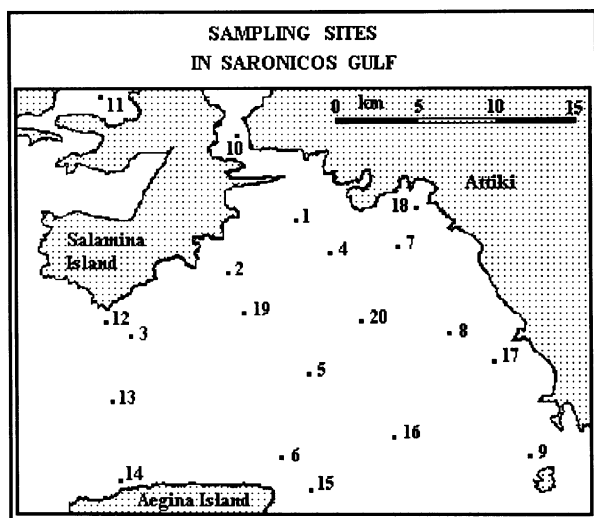 SAMPLING SITES
IN SARONICOS GULF
11
0 km 5 10 15
10
Attiki
18
1
Salamina
Island
4
7
2
19
12
3
20
8
17
5
13
16
6
9
14
15
Aegina Island